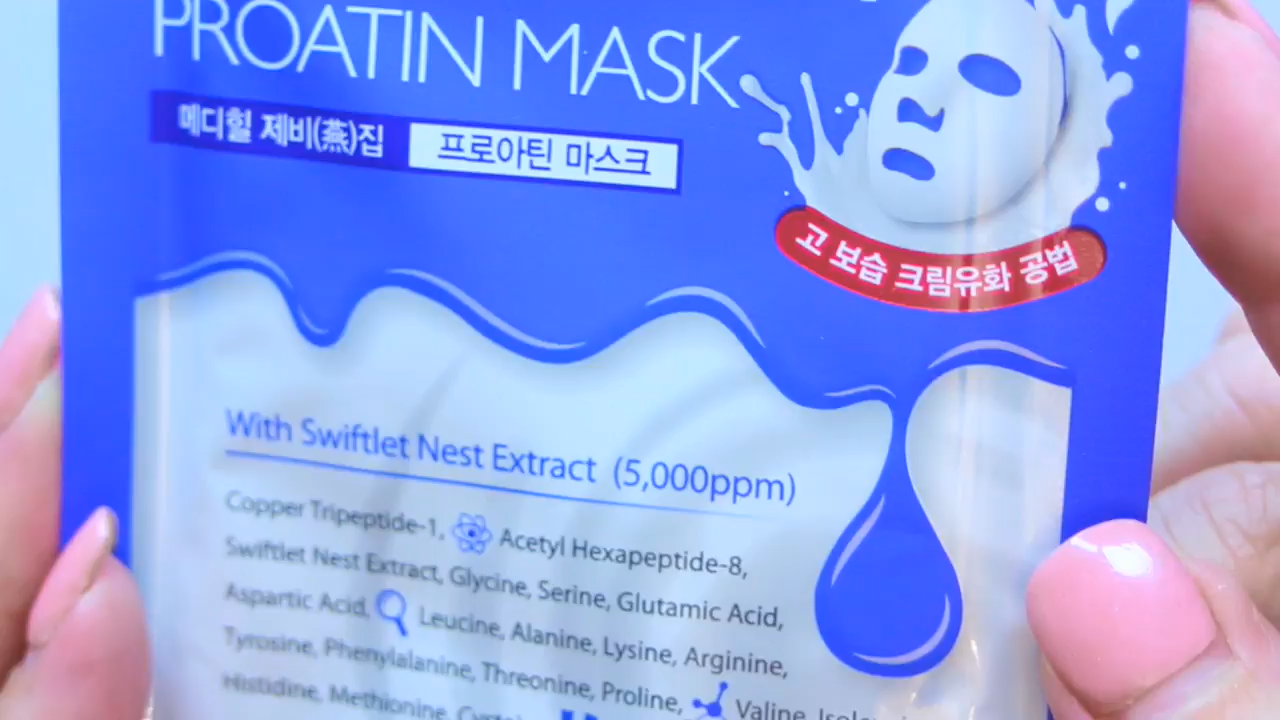 PROATIN MASK
메디힐 제비(燕)집 프로아틴 마스크
고 보습 크림유화 공법
With Swiftlet Nest Extract (5,000ppm)
Copper Tripeptide-1, Acetyl Hexapeptide-8,
Swiftlet Nest Extract, Glycine, Serine, Glutamic Acid,
Aspartic Acid, Leucine, Alanine, Lysine, Arginine,
Tyrosine, Phenylalanine, Threonine, Proline, Valine,
Histidine, Methionine,